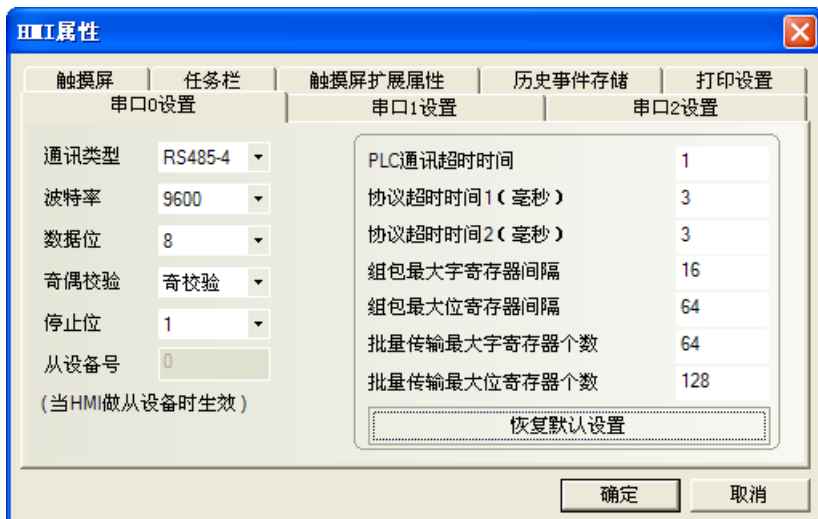 HMI属性
触摸屏 任务栏 触摸屏扩展属性 历史事件存储 打印设置
串口0设置 串口1设置 串口2设置
通讯类型 RS485-4
波特率 9600
数据位 8
奇偶校验 奇校验
停止位 1
从设备号 0
(当HMI做从设备时生效)
PLC通讯超时时间 1
协议超时时间1(毫秒) 3
协议超时时间2(毫秒) 3
组包最大字寄存器间隔 16
组包最大位寄存器间隔 64
批量传输最大字寄存器个数 64
批量传输最大位寄存器个数 128
恢复默认设置
确定 取消